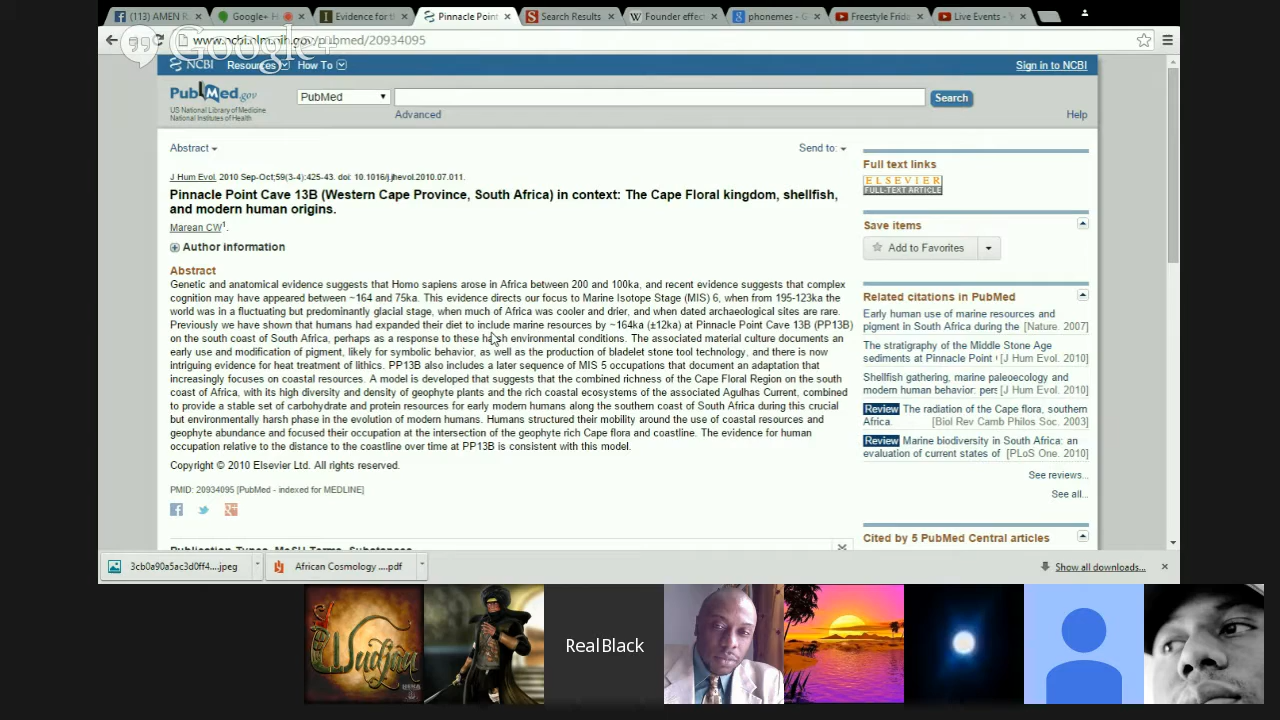 (113) AMEN R
Google+ H
Evidence for t
Pinnacle Poin
Search Results
Founder effec
phonemes - G
Freestyle Frida
Live Events - Y
www.ncbi.nlm.nih.gov/pubmed/20934095
Google+
NCBI Resources How To Sign in to NCBI
PubMed.gov
US National Library of Medicine
National Institutes of Health
PubMed
Search
Advanced
Help
Abstract
Send to:
J Hum Evol. 2010 Sep-Oct;59(3-4):425-43. doi: 10.1016/j.jhevol.2010.07.011.
Pinnacle Point Cave 13B (Western Cape Province, South Africa) in context: The Cape Floral kingdom, shellfish,
and modern human origins.
Marean CW1.
Author information
Abstract
Genetic and anatomical evidence suggests that Homo sapiens arose in Africa between 200 and 100ka, and recent evidence suggests that complex
cognition may have appeared between ~164 and 75ka. This evidence directs our focus to Marine Isotope Stage (MIS) 6, when from 195-123ka the
world was in a fluctuating but predominantly glacial stage, when much of Africa was cooler and drier, and when dated archaeological sites are rare.
Previously we have shown that humans had expanded their diet to include marine resources by ~164ka (±12ka) at Pinnacle Point Cave 13B (PP13B)
on the south coast of South Africa, perhaps as a response to these harsh environmental conditions. The associated material culture documents an
early use and modification of pigment, likely for symbolic behavior, as well as the production of bladelet stone tool technology, and there is now
intriguing evidence for heat treatment of lithics. PP13B also includes a later sequence of MIS 5 occupations that document an adaptation that
increasingly focuses on coastal resources. A model is developed that suggests that the combined richness of the Cape Floral Region on the south
coast of Africa, with its high diversity and density of geophyte plants and the rich coastal ecosystems of the associated Agulhas Current, combined
to provide a stable set of carbohydrate and protein resources for early modern humans along the southern coast of South Africa during this crucial
but environmentally harsh phase in the evolution of modern humans. Humans structured their mobility around the use of coastal resources and
geophyte abundance and focused their occupation at the intersection of the geophyte rich Cape flora and coastline. The evidence for human
occupation relative to the distance to the coastline over time at PP13B is consistent with this model.
Copyright © 2010 Elsevier Ltd. All rights reserved.
PMID: 20934095 [PubMed - indexed for MEDLINE]
Publication Types, MeSH Terms, Substances
Full text links
ELSEVIER
FULL-TEXT ARTICLE
Save items
Add to Favorites
Related citations in PubMed
Early human use of marine resources and
pigment in South Africa during the [Nature. 2007]
The stratigraphy of the Middle Stone Age
sediments at Pinnacle Point [J Hum Evol. 2010]
Shellfish gathering, marine paleoecology and
modern human behavior: pers [J Hum Evol. 2010]
Review The radiation of the Cape flora, southern
Africa. [Biol Rev Camb Philos Soc. 2003]
Review Marine biodiversity in South Africa: an
evaluation of current states of [PLoS One. 2010]
See reviews...
See all...
Cited by 5 PubMed Central articles
3cb0a90a5ac3d0ff4....jpeg
African Cosmology ....pdf
Show all downloads...
Wudjau
RealBlack